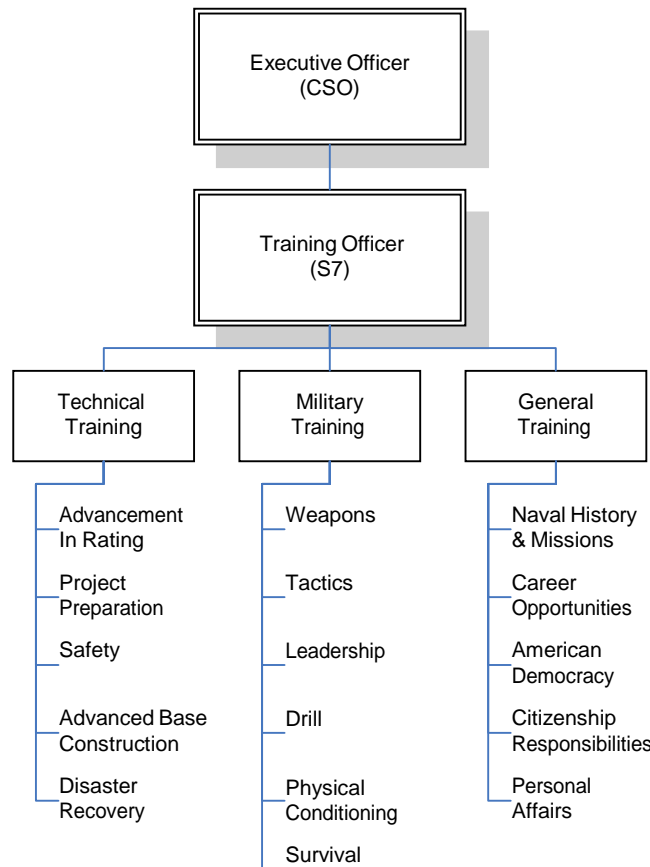 Executive Officer
(CSO)
Training Officer
(S7)
Technical
Training
Military
Training
General
Training
Advancement
In Rating
Project
Preparation
Safety
Advanced Base
Construction
Disaster
Recovery
Weapons
Tactics
Leadership
Drill
Physical
Conditioning
Survival
Naval History
& Missions
Career
Opportunities
American
Democracy
Citizenship
Responsibilities
Personal
Affairs